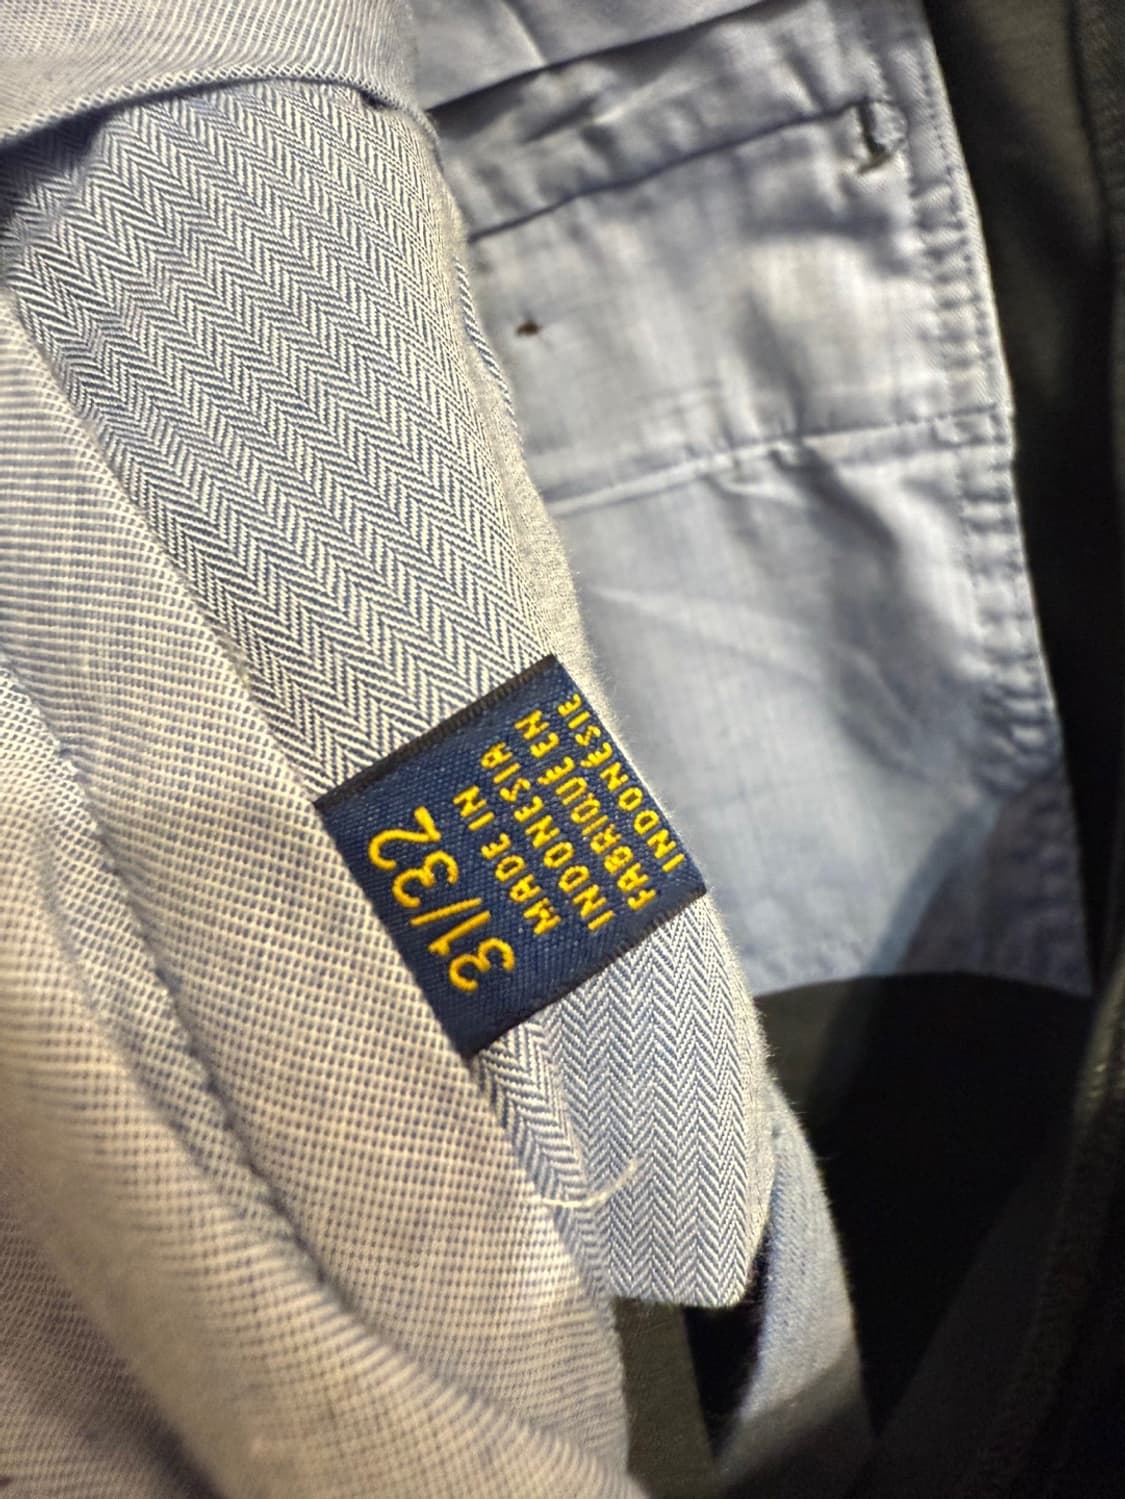 31/32
MADE IN
INDONESIA
FABRIQUÉ EN
INDONÉSIE